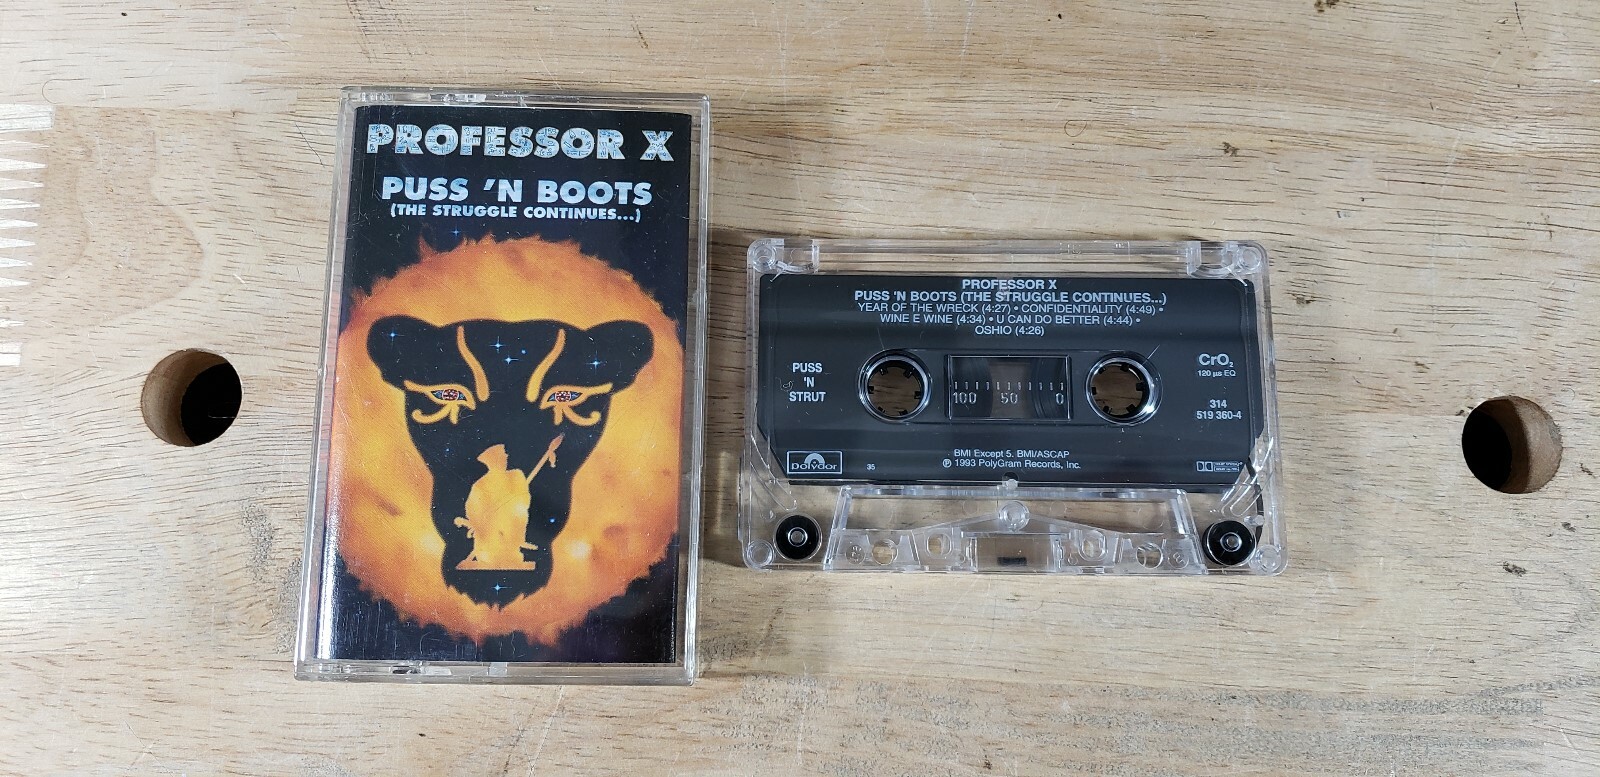 PROFESSOR X
PUSS 'N BOOTS
(THE STRUGGLE CONTINUES...)
PROFESSOR X
PUSS 'N BOOTS (THE STRUGGLE CONTINUES...)
YEAR OF THE WRECK (4:27) • CONFIDENTIALITY (4:49) •
WINE E WINE (4:34) • U CAN DO BETTER (4:44) •
OSHIO (4:26)
PUSS
'N
STRUT
100 50 0
CrO2
120 µs EQ
314
519 360-4
polydor
35
BMI Except 5. BMI/ASCAP
℗ 1993 PolyGram Records, Inc.